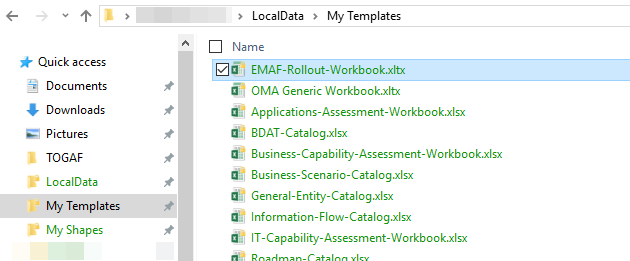 LocalData > My Templates
Name
Quick access
Documents
Downloads
Pictures
TOGAF
LocalData
My Templates
My Shapes
EMAF-Rollout-Workbook.xltx
OMA Generic Workbook.xltx
Applications-Assessment-Workbook.xlsx
BDAT-Catalog.xlsx
Business-Capability-Assessment-Workbook.xlsx
Business-Scenario-Catalog.xlsx
General-Entity-Catalog.xlsx
Information-Flow-Catalog.xlsx
IT-Capability-Assessment-Workbook.xlsx
Roadmap-Catalog.xlsx